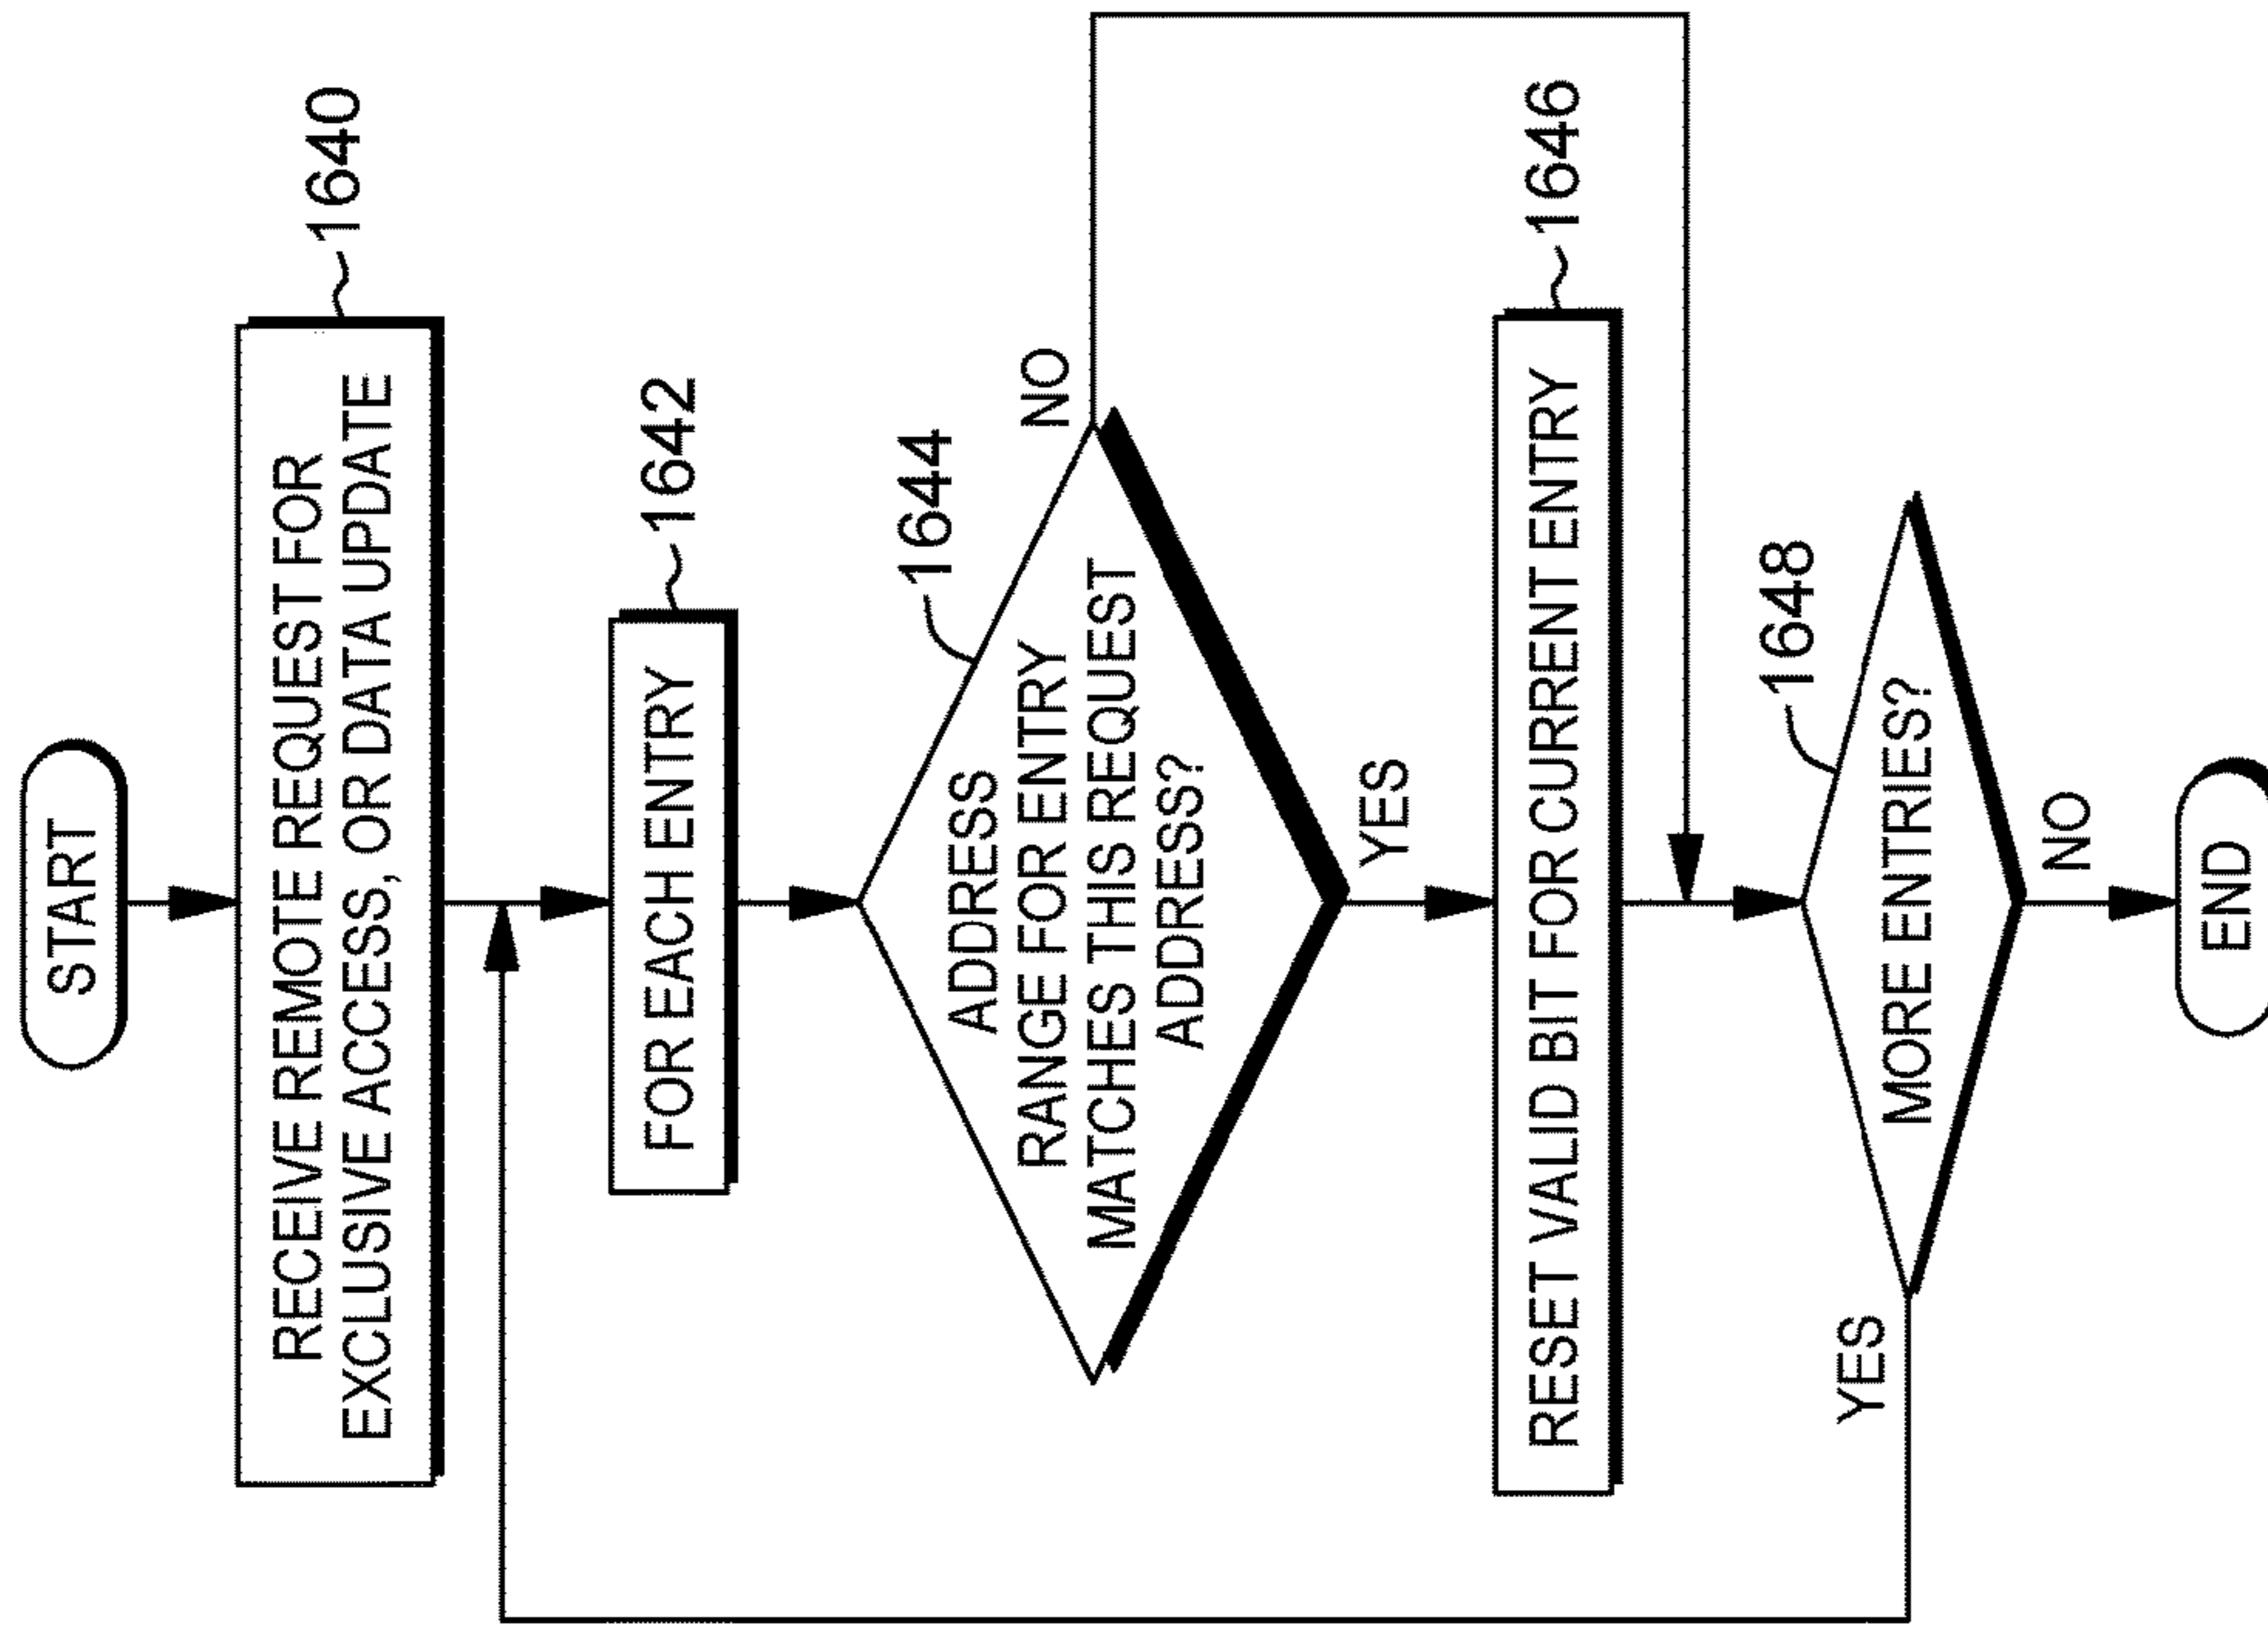 START
RECEIVE REMOTE REQUEST FOR
EXCLUSIVE ACCESS, OR DATA UPDATE
1640
FOR EACH ENTRY
1642
ADDRESS
RANGE FOR ENTRY
MATCHES THIS REQUEST
ADDRESS?
1644
NO
YES
RESET VALID BIT FOR CURRENT ENTRY
1646
MORE ENTRIES?
1648
YES
NO
END